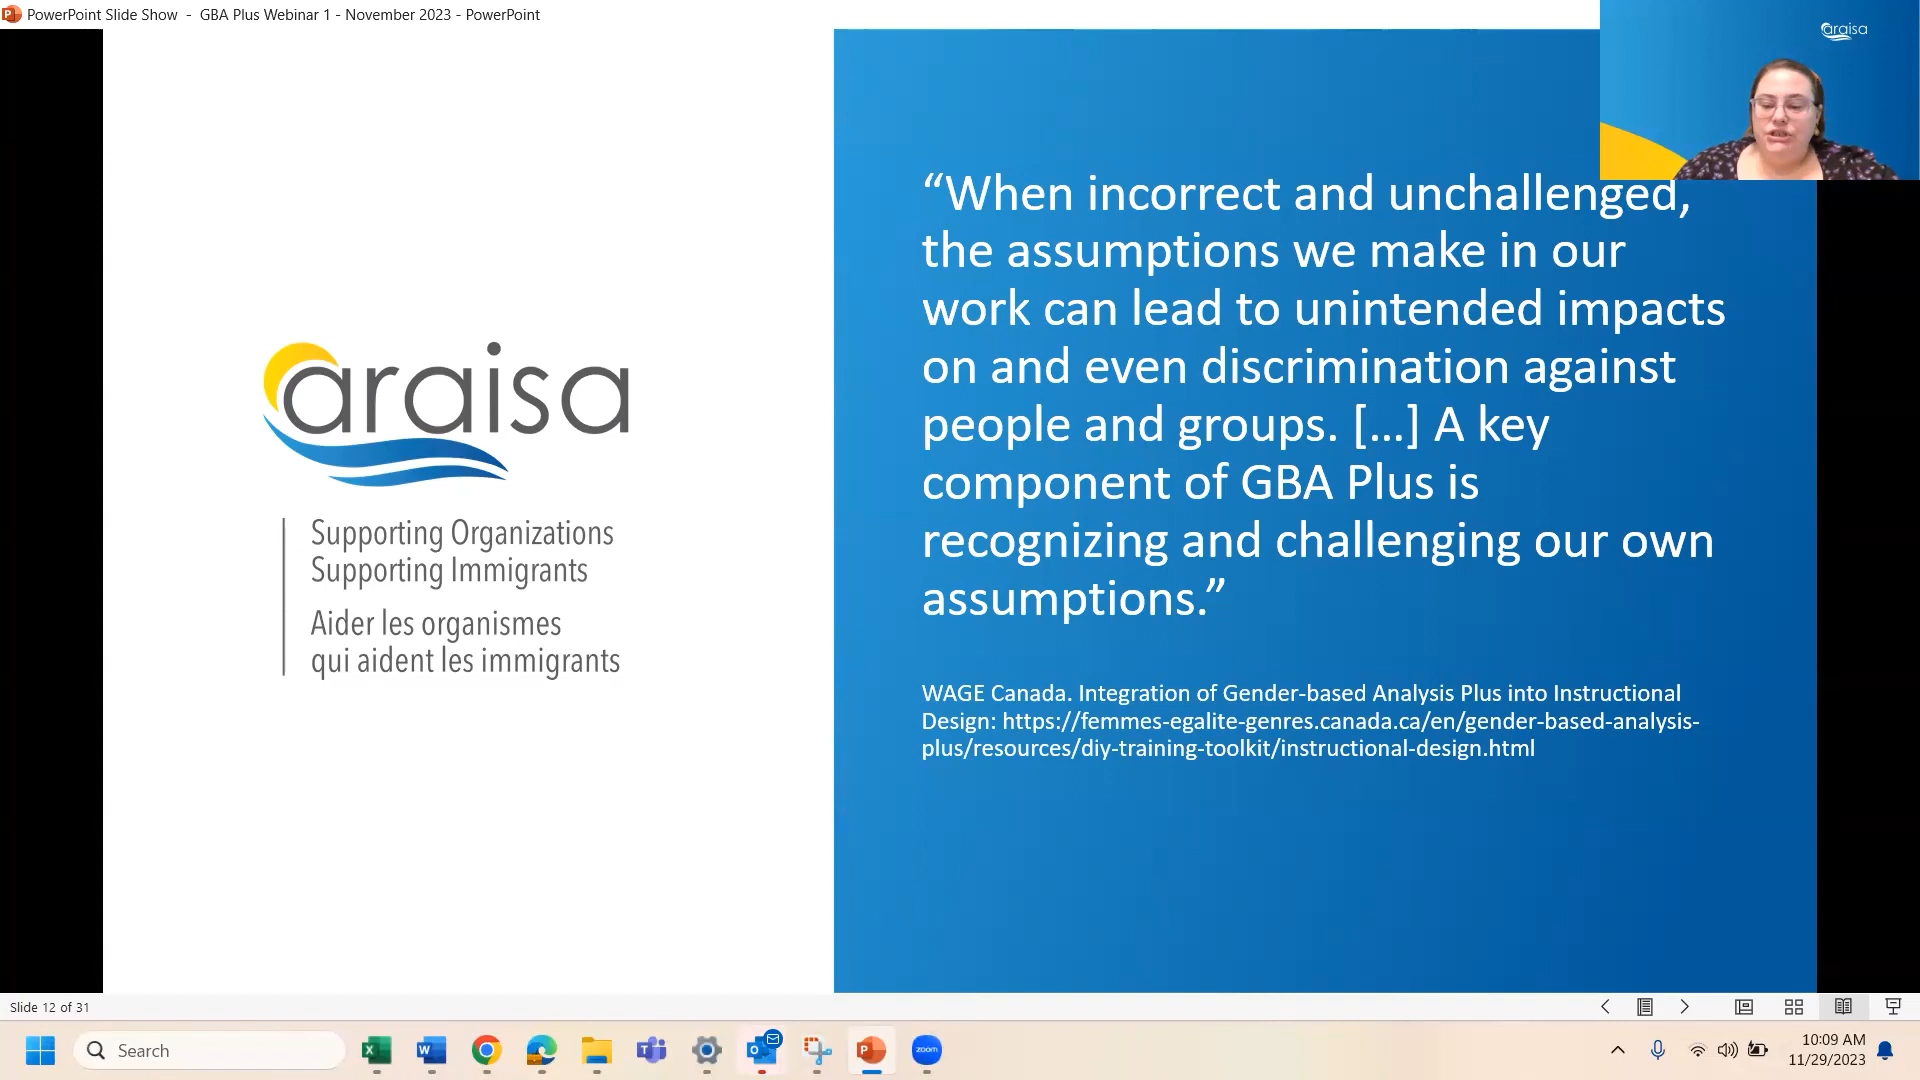 PowerPoint Slide Show - GBA Plus Webinar 1 - November 2023 - PowerPoint
araisa
“When incorrect and unchallenged,
the assumptions we make in our
work can lead to unintended impacts
on and even discrimination against
people and groups. […] A key
component of GBA Plus is
recognizing and challenging our own
assumptions.”
araisa
Supporting Organizations
Supporting Immigrants
Aider les organismes
qui aident les immigrants
WAGE Canada. Integration of Gender-based Analysis Plus into Instructional
Design: https://femmes-egalite-genres.canada.ca/en/gender-based-analysis-
plus/resources/diy-training-toolkit/instructional-design.html
Slide 12 of 31
Search
zoom
10:09 AM
11/29/2023